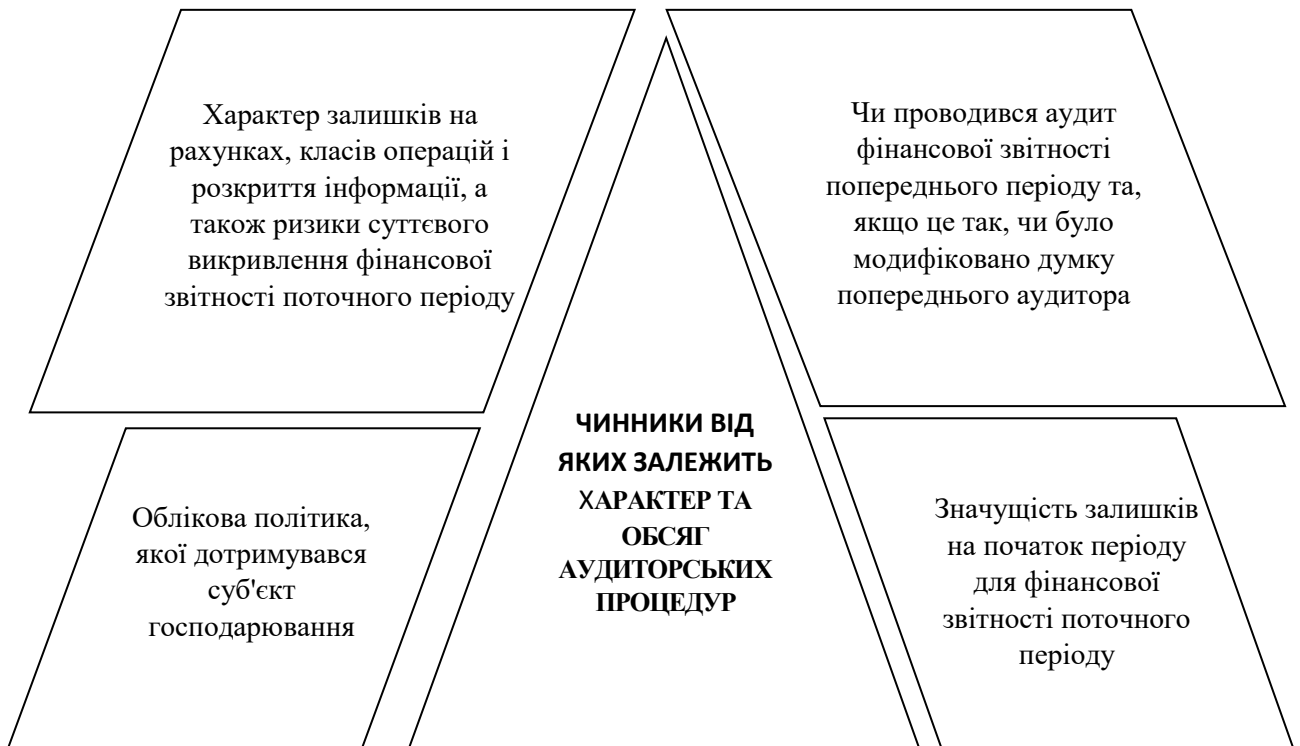 Характер залишків на
рахунках, класів операцій і
розкриття інформації, а
також ризики суттєвого
викривлення фінансової
звітності поточного періоду
Чи проводився аудит
фінансової звітності
попереднього періоду та,
якщо це так, чи було
модифіковано думку
попереднього аудитора
ЧИННИКИ ВІД
ЯКИХ ЗАЛЕЖИТЬ
ХАРАКТЕР ТА
ОБСЯГ
АУДИТОРСЬКИХ
ПРОЦЕДУР
Облікова політика,
якої дотримувався
суб'єкт
господарювання
Значущість залишків
на початок періоду
для фінансової
звітності поточного
періоду